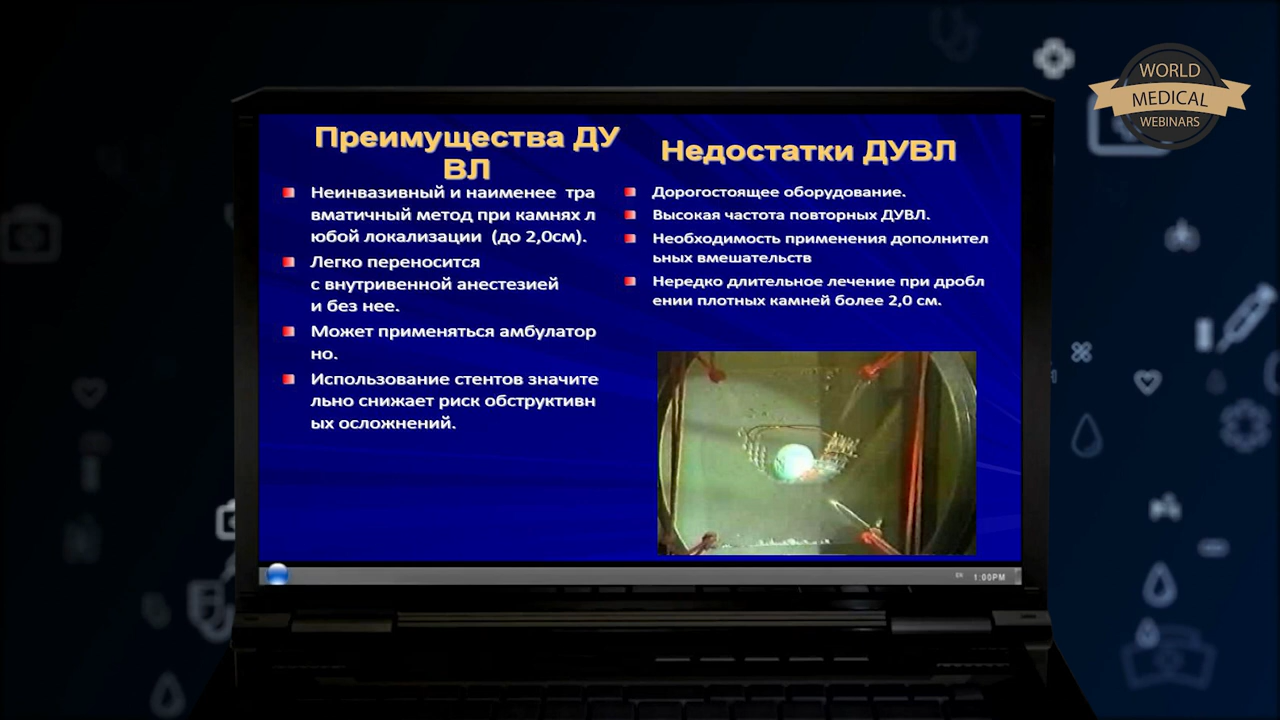 WORLD
MEDICAL
WEBINARS
Преимущества ДУ
ВЛ
Неинвазивный и наименее тра
вматичный метод при камнях л
юбой локализации (до 2,0см).
Легко переносится
с внутривенной анестезией
и без нее.
Может применяться амбулатор
но.
Использование стентов значите
льно снижает риск обструктивн
ых осложнений.
Недостатки ДУВЛ
Дорогостоящее оборудование.
Высокая частота повторных ДУВЛ.
Необходимость применения дополнител
ьных вмешательств
Нередко длительное лечение при дробл
ении плотных камней более 2,0 см.
EN 1:00PM